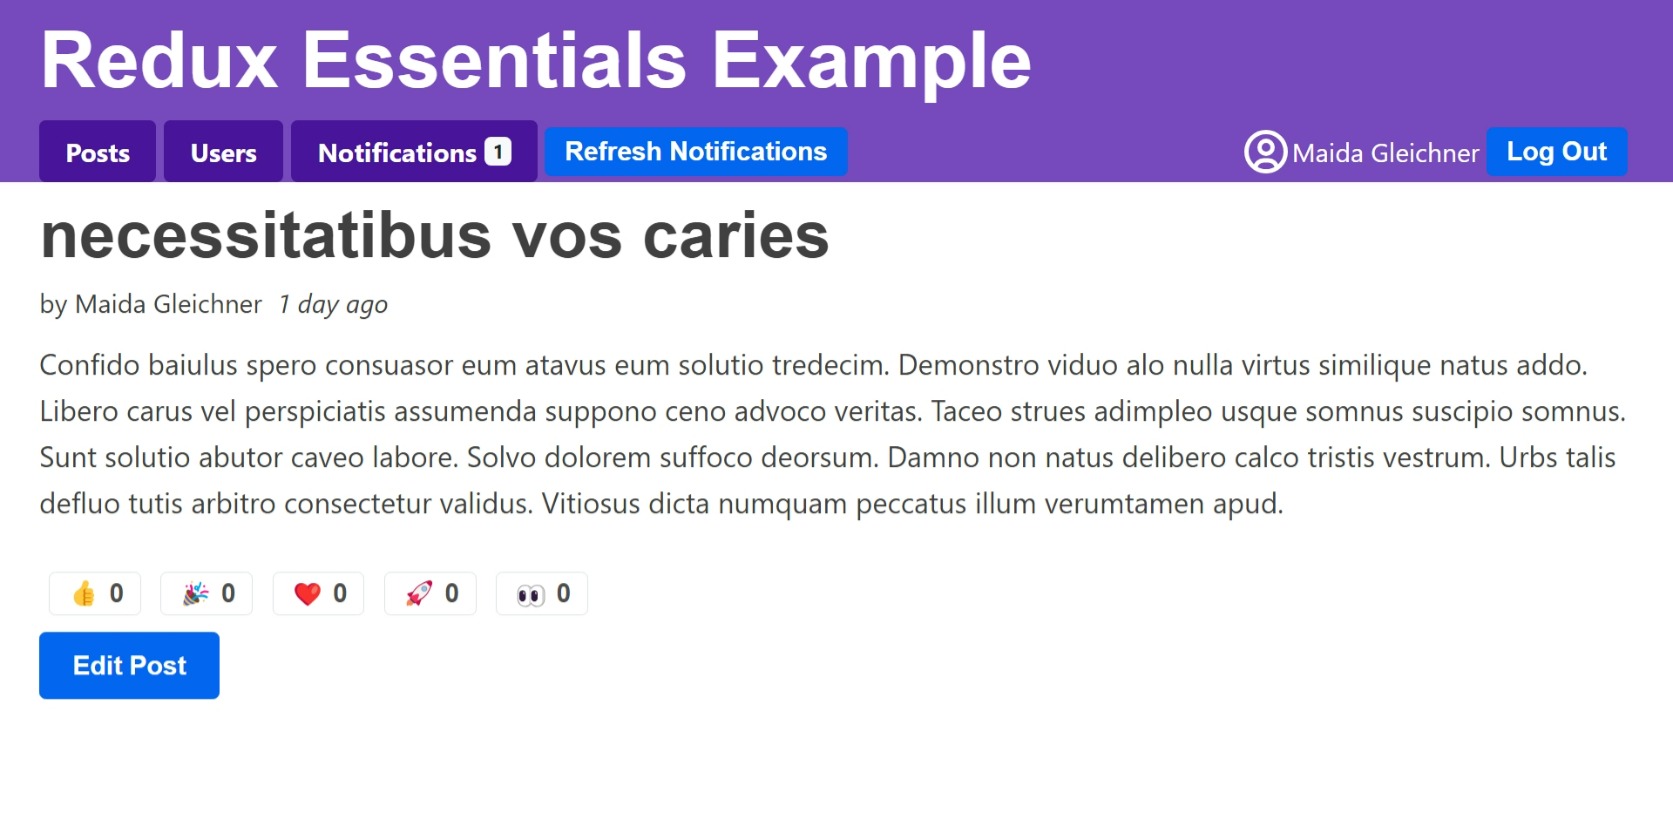 Redux Essentials Example
Posts Users Notifications 1 Refresh Notifications Maida Gleichner Log Out
necessitatibus vos caries
by Maida Gleichner 1 day ago
Confido baiulus spero consuasor eum atavus eum solutio tredecim. Demonstro viduo alo nulla virtus similique natus addo.
Libero carus vel perspiciatis assumenda suppono ceno advoco veritas. Taceo strues adimpleo usque somnus suscipio somnus.
Sunt solutio abutor caveo labore. Solvo dolorem suffoco deorsum. Damno non natus delibero calco tristis vestrum. Urbs talis
defluo tutis arbitro consectetur validus. Vitiosus dicta numquam peccatus illum verumtamen apud.
👍 0 🎉 0 ❤️ 0 🚀 0 👀 0
Edit Post